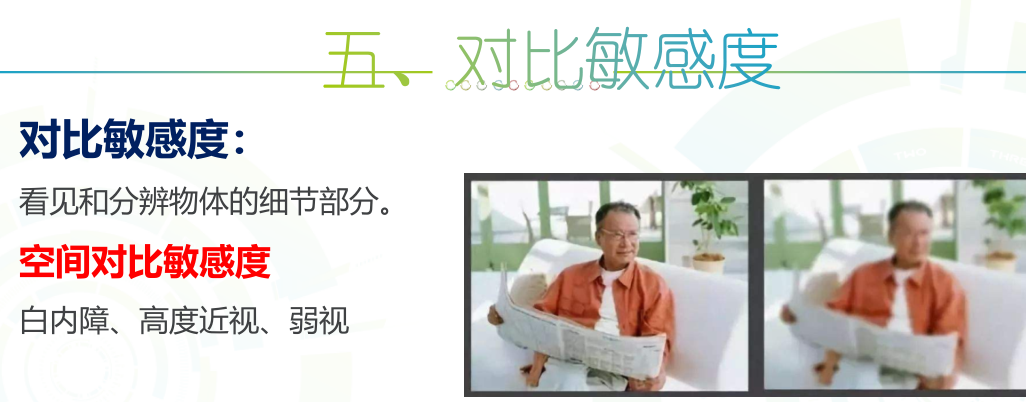 五、对比敏感度
对比敏感度：
看见和分辨物体的细节部分。
空间对比敏感度
白内障、高度近视、弱视